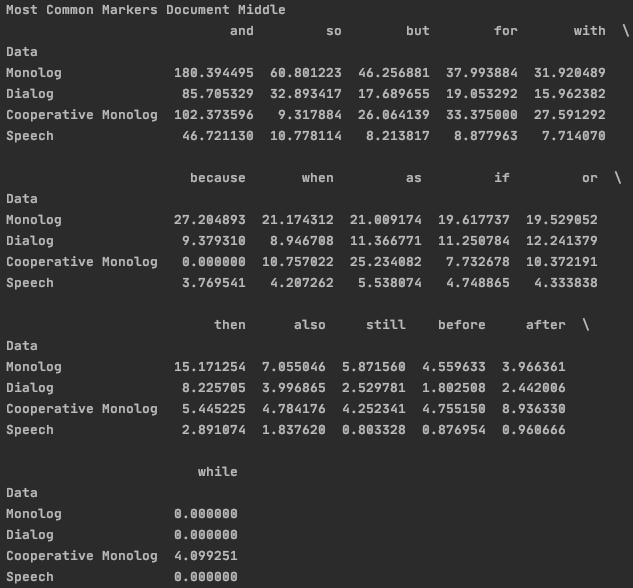 Most Common Markers Document Middle
and so but for with \
Data
Monolog 180.394495 60.801223 46.256881 37.993884 31.920489
Dialog 85.705329 32.893417 17.689655 19.053292 15.962382
Cooperative Monolog 102.373596 9.317884 26.064139 33.375000 27.591292
Speech 46.721130 10.778114 8.213817 8.877963 7.714070
because when as if or \
Data
Monolog 27.204893 21.174312 21.009174 19.617737 19.529052
Dialog 9.379310 8.946708 11.366771 11.250784 12.241379
Cooperative Monolog 0.000000 10.757022 25.234082 7.732678 10.372191
Speech 3.769541 4.207262 5.538074 4.748865 4.333838
then also still before after \
Data
Monolog 15.171254 7.055046 5.871560 4.559633 3.966361
Dialog 8.225705 3.996865 2.529781 1.802508 2.442006
Cooperative Monolog 5.445225 4.784176 4.252341 4.755150 8.936330
Speech 2.891074 1.837620 0.803328 0.876954 0.960666
while
Data
Monolog 0.000000
Dialog 0.000000
Cooperative Monolog 4.099251
Speech 0.000000